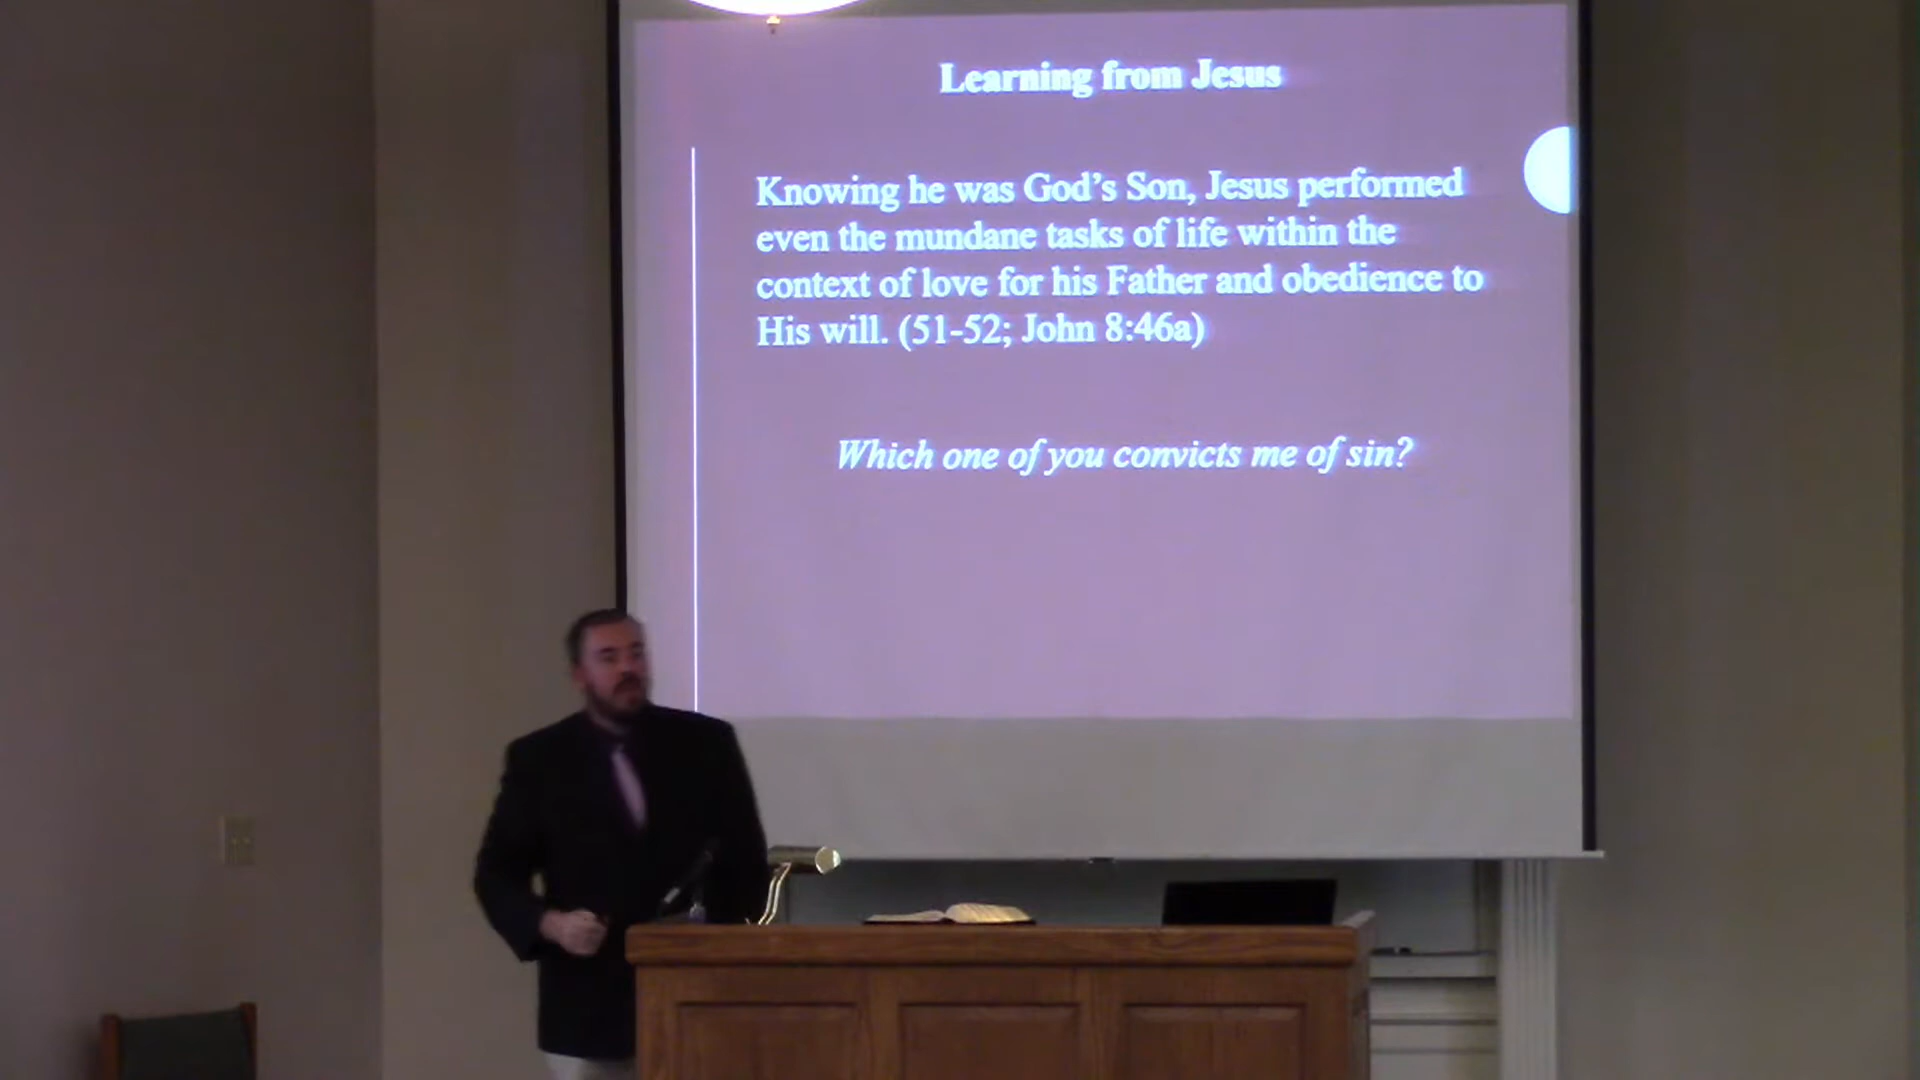 Learning from Jesus
Knowing he was God's Son, Jesus performed
even the mundane tasks of life within the
context of love for his Father and obedience to
His will. (51-52; John 8:46a)
Which one of you convicts me of sin?